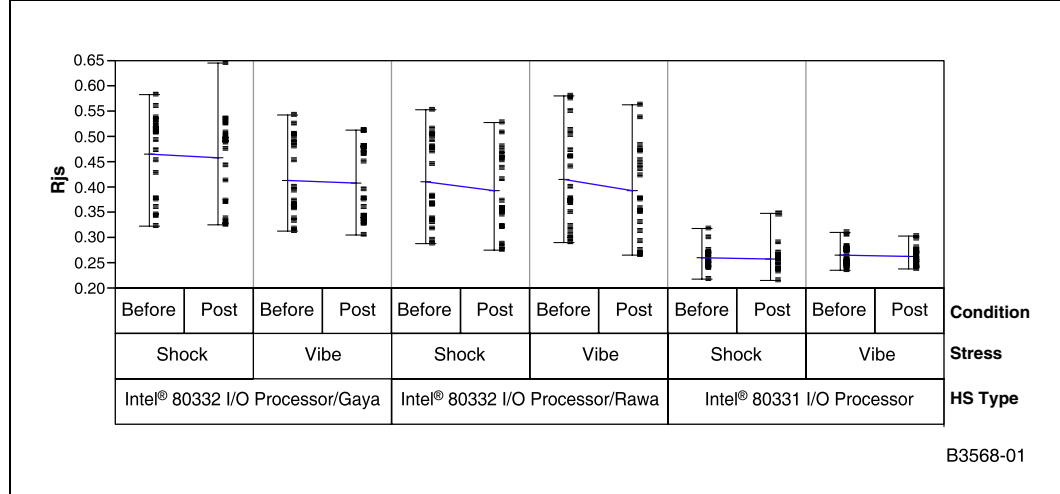 Rjs
0.65
0.60
0.55
0.50
0.45
0.40
0.35
0.30
0.25
0.20
Before Post Before Post Before Post Before Post Before Post Before Post Condition
Shock Vibe Shock Vibe Shock Vibe Stress
Intel® 80332 I/O Processor/Gaya Intel® 80332 I/O Processor/Rawa Intel® 80331 I/O Processor HS Type
B3568-01